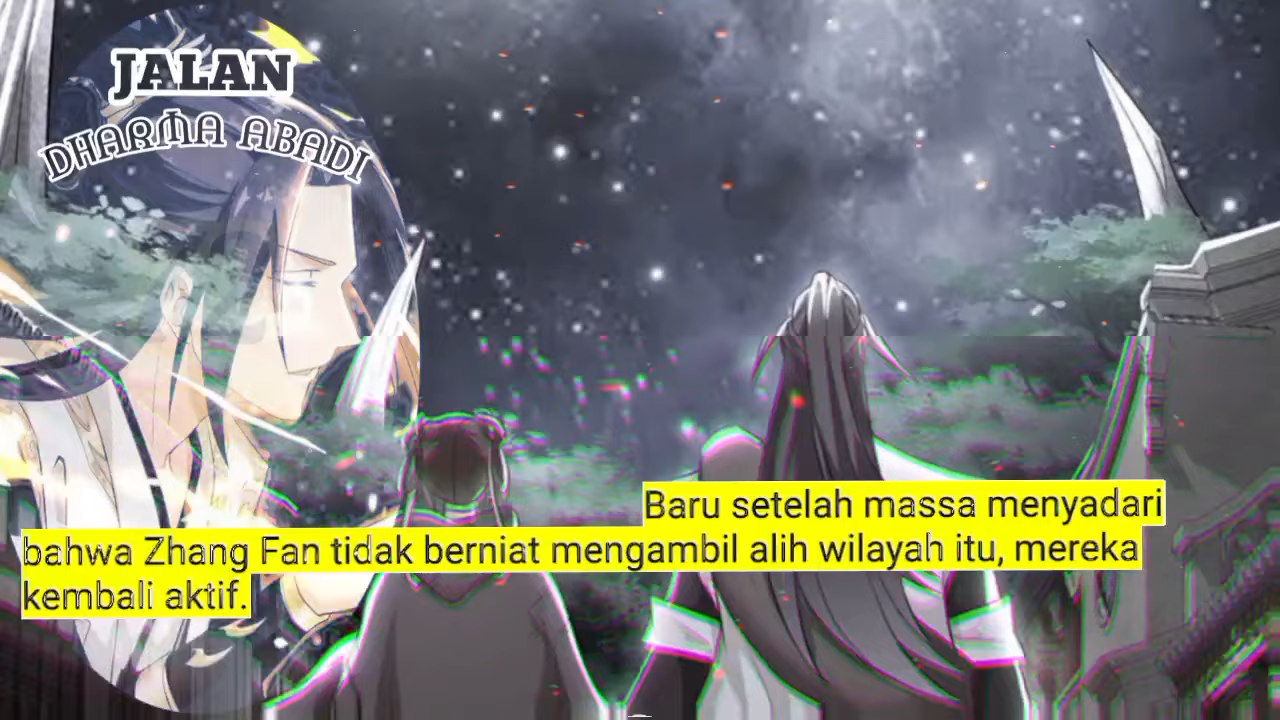 JALAN
DHARMA ABADI
Baru setelah massa menyadari
bahwa Zhang Fan tidak berniat mengambil alih wilayah itu, mereka
kembali aktif.